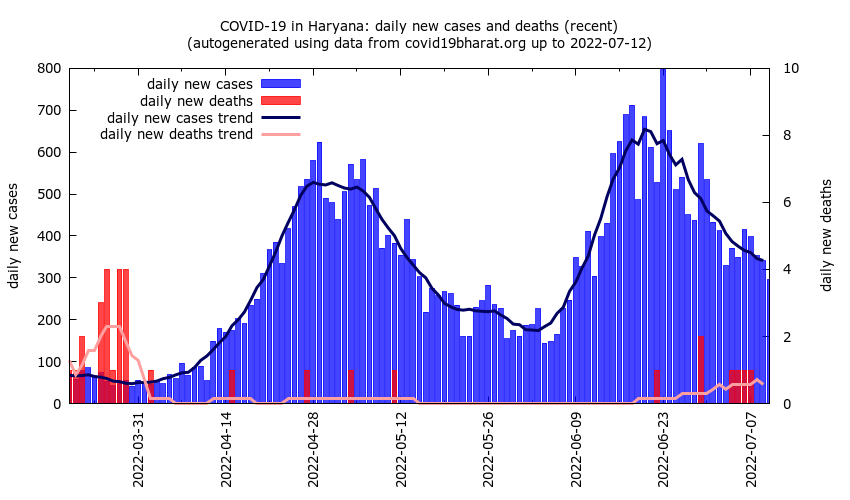 COVID-19 in Haryana: daily new cases and deaths (recent)
(autogenerated using data from covid19bharat.org up to 2022-07-12)
daily new cases
daily new deaths
daily new cases trend
daily new deaths trend
daily new cases
800
700
600
500
400
300
200
100
0
daily new deaths
10
8
6
4
2
0
2022-03-31
2022-04-14
2022-04-28
2022-05-12
2022-05-26
2022-06-09
2022-06-23
2022-07-07